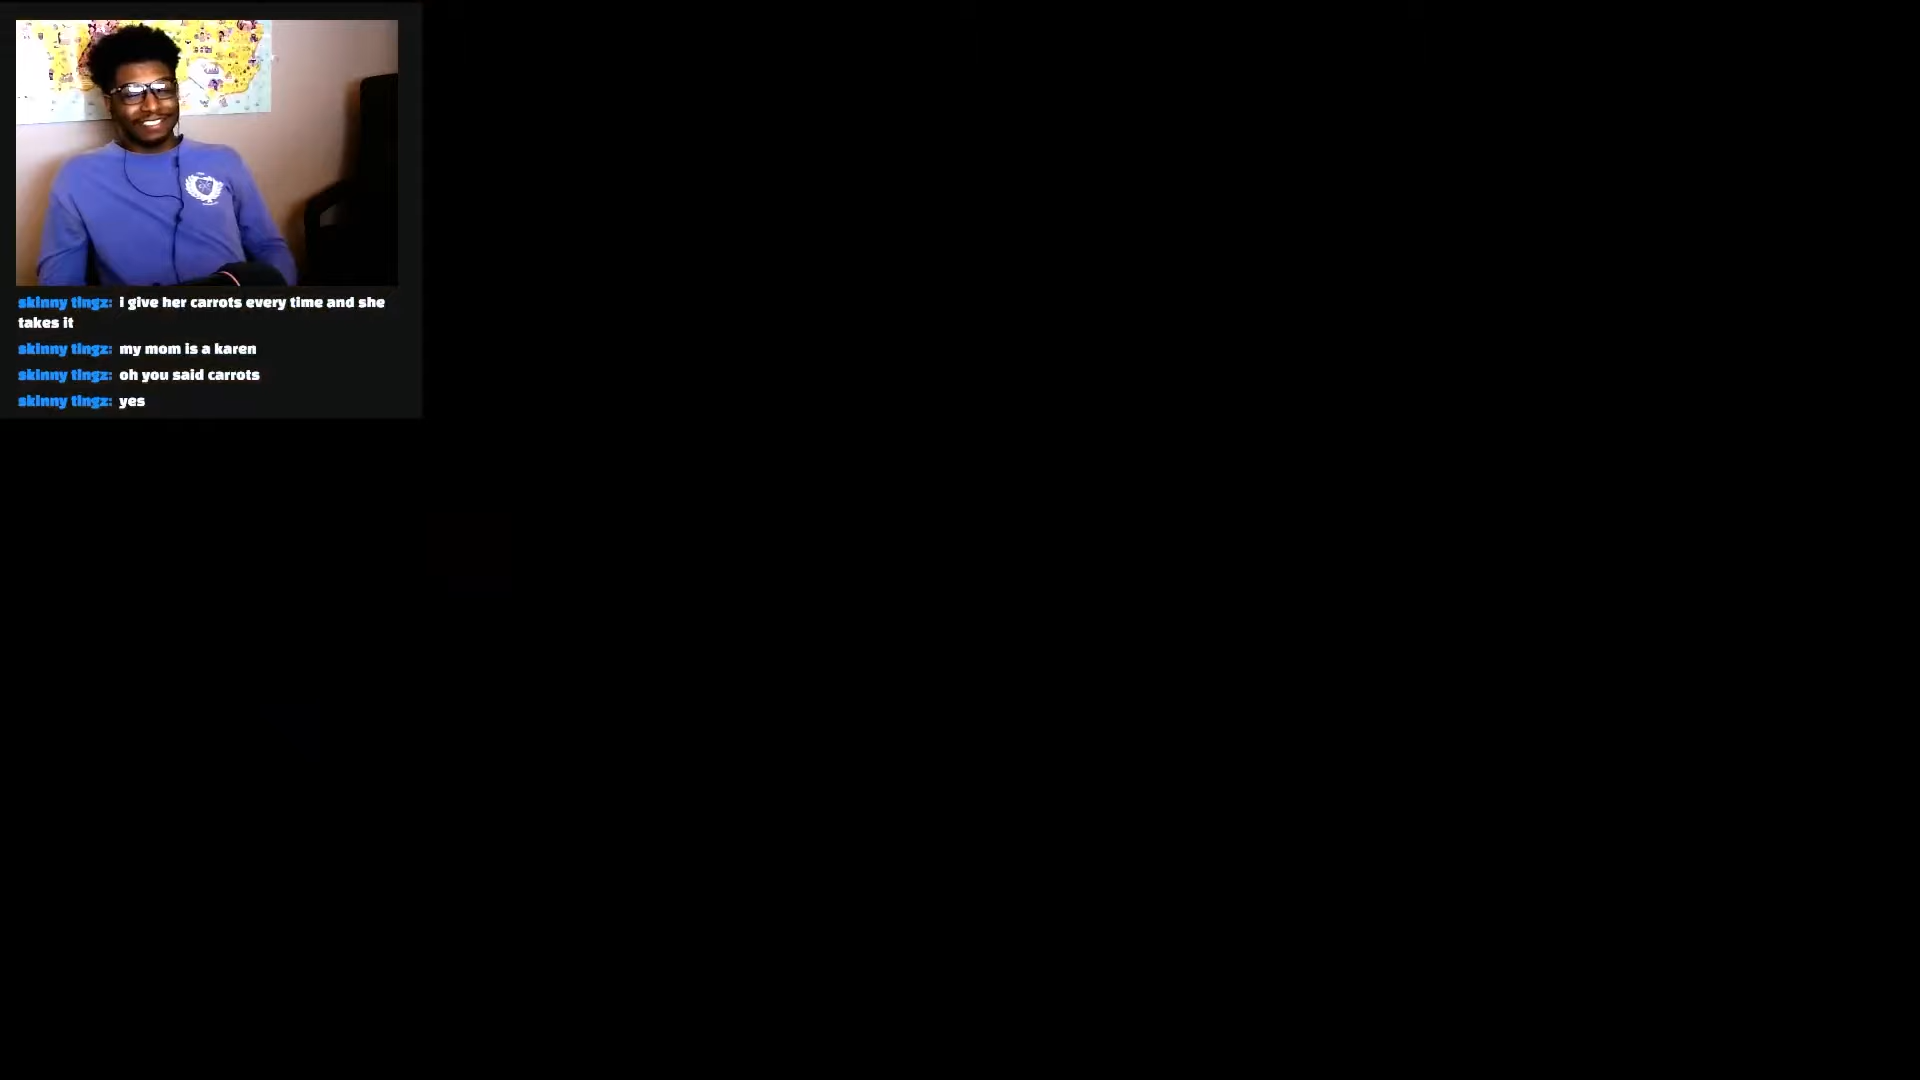 skinny tingz: i give her carrots every time and she
takes it
skinny tingz: my mom is a karen
skinny tingz: oh you said carrots
skinny tingz: yes